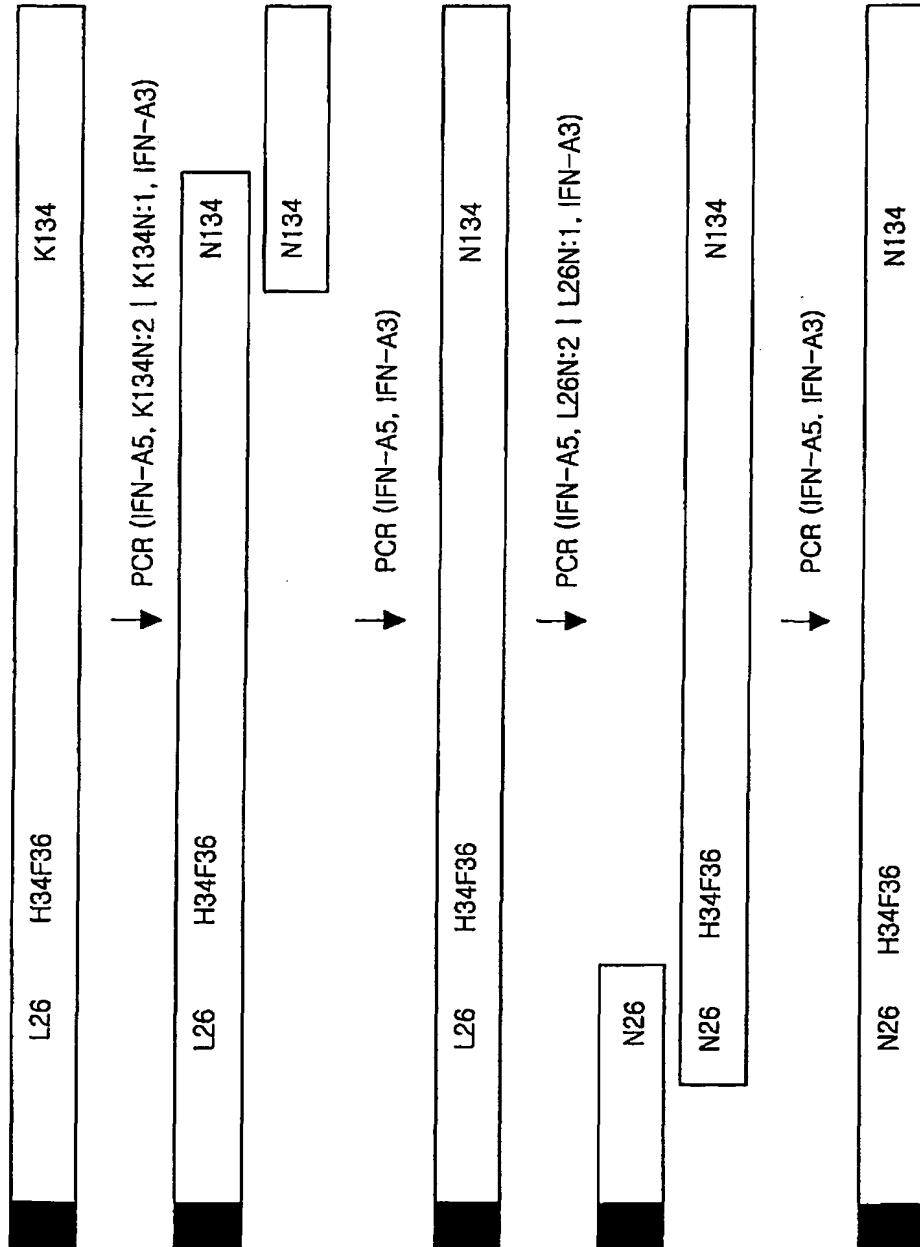 L26 H34F36 K134
PCR (IFN-A5, K134N:2 | K134N:1, IFN-A3)
L26 H34F36 N134
N134
PCR (IFN-A5, IFN-A3)
L26 H34F36 N134
PCR (IFN-A5, L26N:2 | L26N:1, IFN-A3)
N26
N26 H34F36 N134
PCR (IFN-A5, IFN-A3)
N26 H34F36 N134